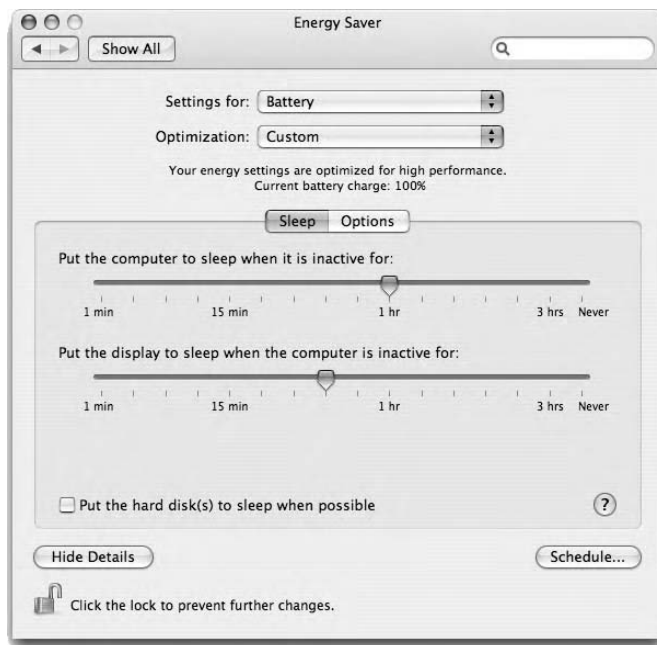 Energy Saver
Show All
Settings for: Battery
Optimization: Custom
Your energy settings are optimized for high performance.
Current battery charge: 100%
Sleep Options
Put the computer to sleep when it is inactive for:
1 min 15 min 1 hr 3 hrs Never
Put the display to sleep when the computer is inactive for:
1 min 15 min 1 hr 3 hrs Never
Put the hard disk(s) to sleep when possible ?
Hide Details Schedule...
Click the lock to prevent further changes.